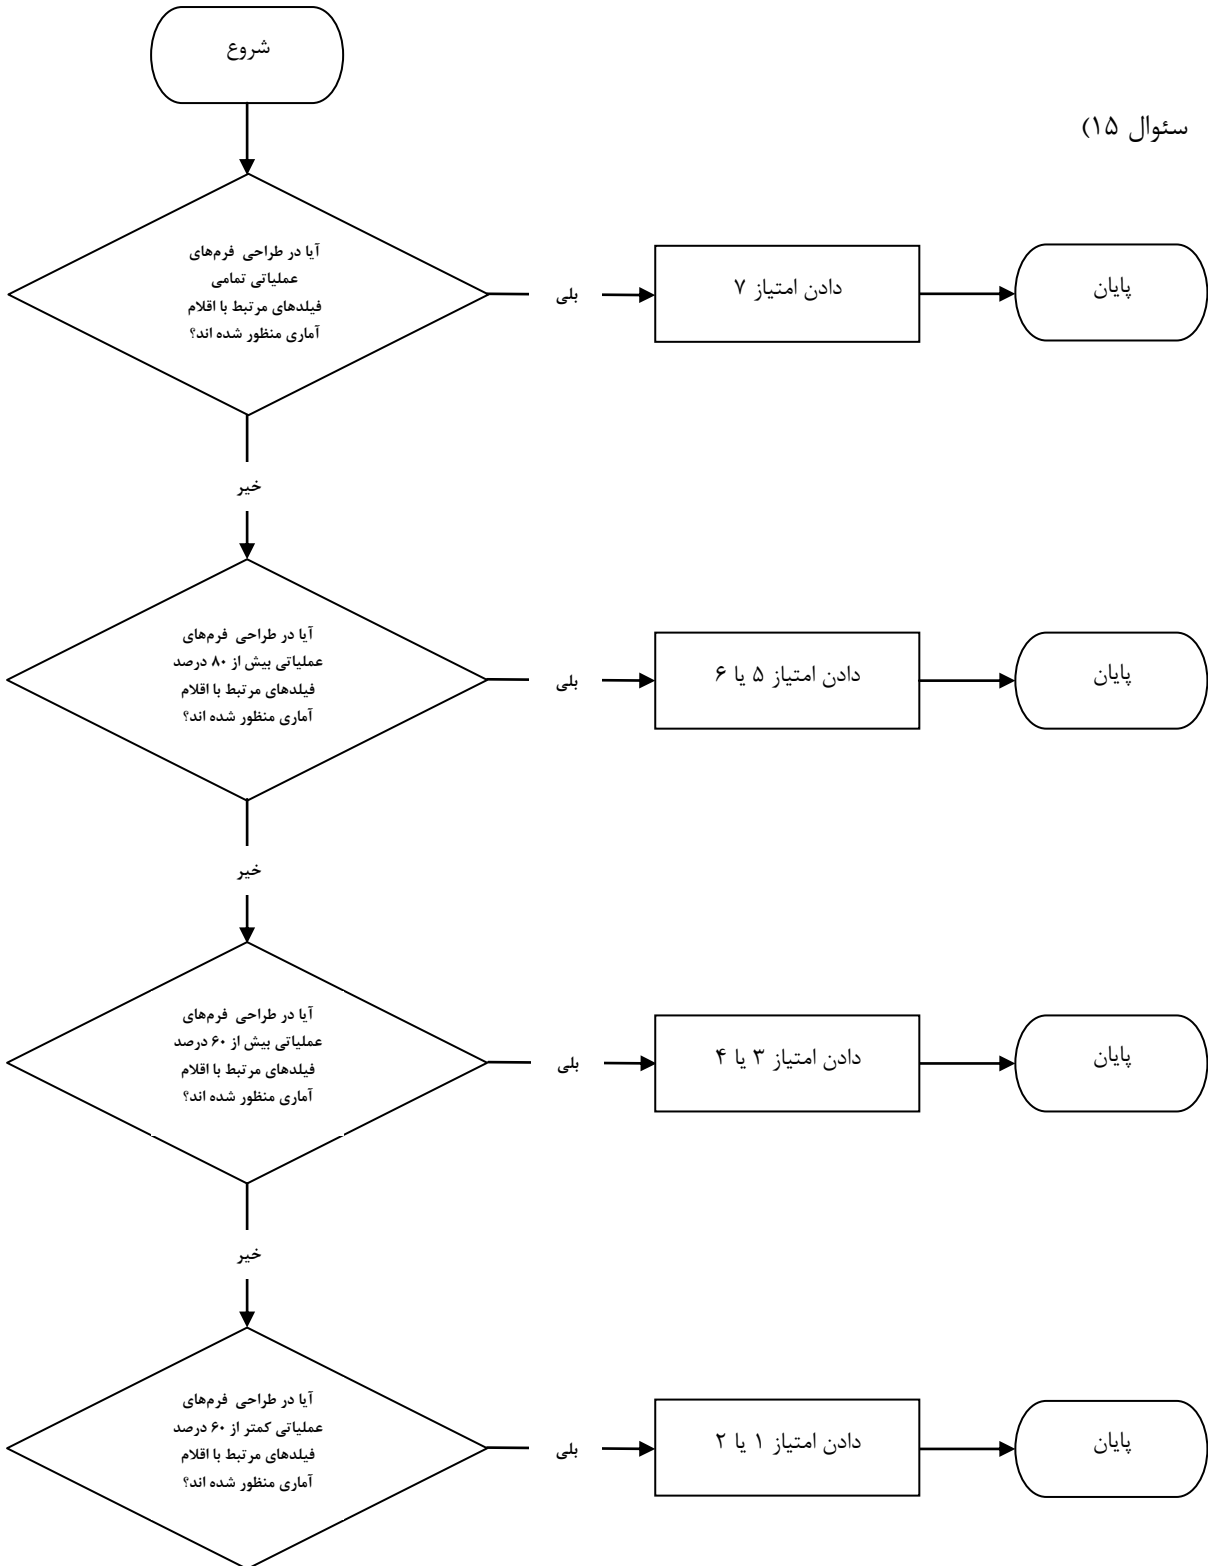 شروع
سئوال ۱۵)
آیا در طراحی فرم‌های
عملیاتی تمامی
فیلدهای مرتبط با اقلام
آماری منظور شده اند؟
بلی
دادن امتیاز ۷
پایان
خیر
آیا در طراحی فرم‌های
عملیاتی بیش از ۸۰ درصد
فیلدهای مرتبط با اقلام
آماری منظور شده اند؟
بلی
دادن امتیاز ۵ یا ۶
پایان
خیر
آیا در طراحی فرم‌های
عملیاتی بیش از ۶۰ درصد
فیلدهای مرتبط با اقلام
آماری منظور شده اند؟
بلی
دادن امتیاز ۳ یا ۴
پایان
خیر
آیا در طراحی فرم‌های
عملیاتی کمتر از ۶۰ درصد
فیلدهای مرتبط با اقلام
آماری منظور شده اند؟
بلی
دادن امتیاز ۱ یا ۲
پایان